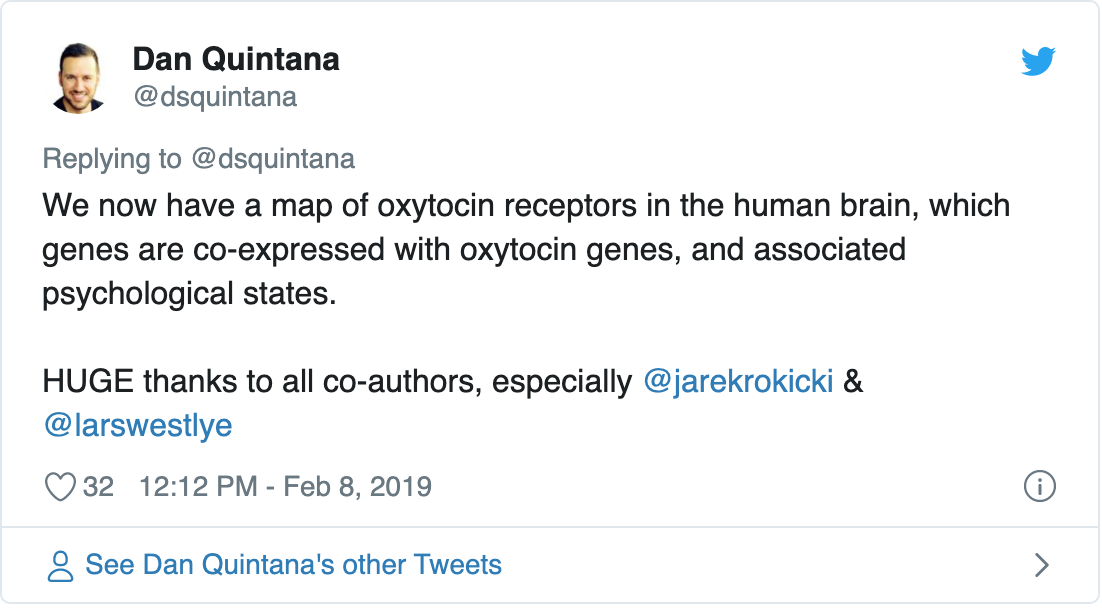 Dan Quintana
@dsquintana
Replying to @dsquintana
We now have a map of oxytocin receptors in the human brain, which
genes are co-expressed with oxytocin genes, and associated
psychological states.
HUGE thanks to all co-authors, especially @jarekrokicki &
@larswestlye
32 12:12 PM - Feb 8, 2019
See Dan Quintana's other Tweets